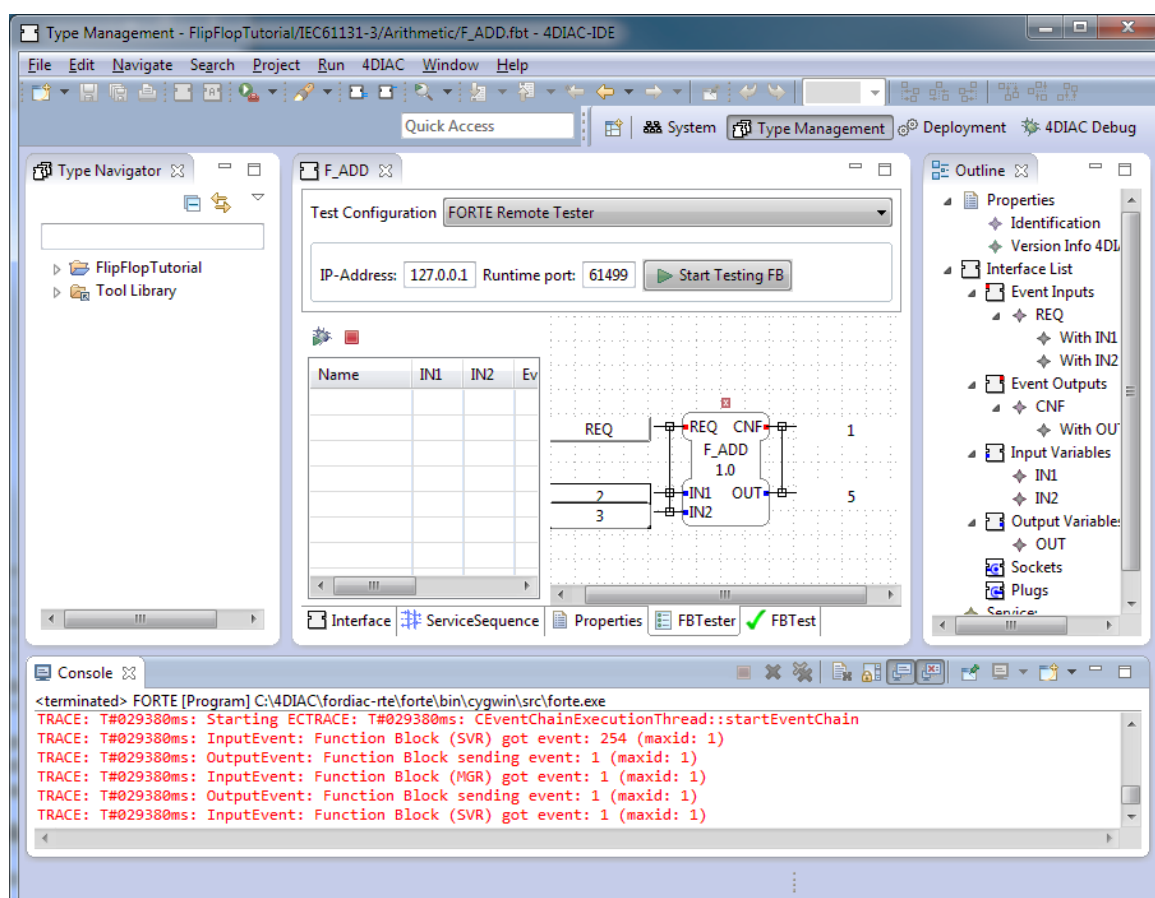 Type Management - FlipFlopTutorial/IEC61131-3/Arithmetic/F_ADD.fbt - 4DIAC-IDE
File Edit Navigate Search Project Run 4DIAC Window Help
Quick Access System Type Management Deployment 4DIAC Debug
Type Navigator
FlipFlopTutorial
Tool Library
F_ADD
Test Configuration FORTE Remote Tester
IP-Address: 127.0.0.1 Runtime port: 61499 Start Testing FB
Name IN1 IN2 Ev
REQ REQ CNF 1
F_ADD
1.0
2 IN1 OUT 5
3 IN2
Interface ServiceSequence Properties FBTester FBTest
Outline
Properties
Identification
Version Info 4DI
Interface List
Event Inputs
REQ
With IN1
With IN2
Event Outputs
CNF
With OU
Input Variables
IN1
IN2
Output Variable
OUT
Sockets
Plugs
Service
Console
<terminated> FORTE [Program] C:\4DIAC\fordiac-rte\forte\bin\cygwin\src\forte.exe
TRACE: T#029380ms: Starting ECTRACE: T#029380ms: CEventChainExecutionThread::startEventChain
TRACE: T#029380ms: InputEvent: Function Block (SVR) got event: 254 (maxid: 1)
TRACE: T#029380ms: OutputEvent: Function Block sending event: 1 (maxid: 1)
TRACE: T#029380ms: InputEvent: Function Block (MGR) got event: 1 (maxid: 1)
TRACE: T#029380ms: OutputEvent: Function Block sending event: 1 (maxid: 1)
TRACE: T#029380ms: InputEvent: Function Block (SVR) got event: 1 (maxid: 1)